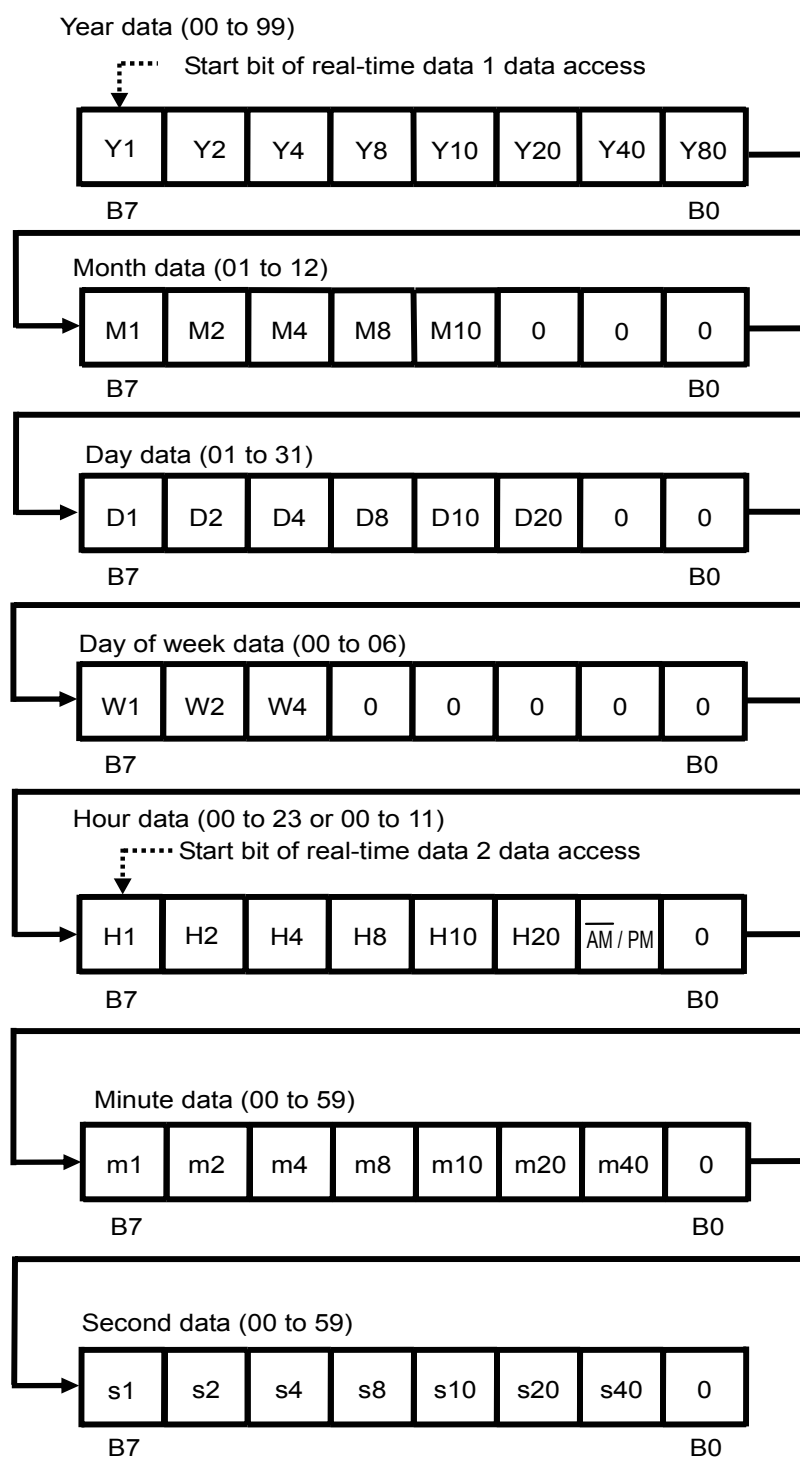 Year data (00 to 99)
Start bit of real-time data 1 data access
Y1 Y2 Y4 Y8 Y10 Y20 Y40 Y80
B7 B0
Month data (01 to 12)
M1 M2 M4 M8 M10 0 0 0
B7 B0
Day data (01 to 31)
D1 D2 D4 D8 D10 D20 0 0
B7 B0
Day of week data (00 to 06)
W1 W2 W4 0 0 0 0 0
B7 B0
Hour data (00 to 23 or 00 to 11)
Start bit of real-time data 2 data access
H1 H2 H4 H8 H10 H20 A̅M̅ / PM 0
B7 B0
Minute data (00 to 59)
m1 m2 m4 m8 m10 m20 m40 0
B7 B0
Second data (00 to 59)
s1 s2 s4 s8 s10 s20 s40 0
B7 B0